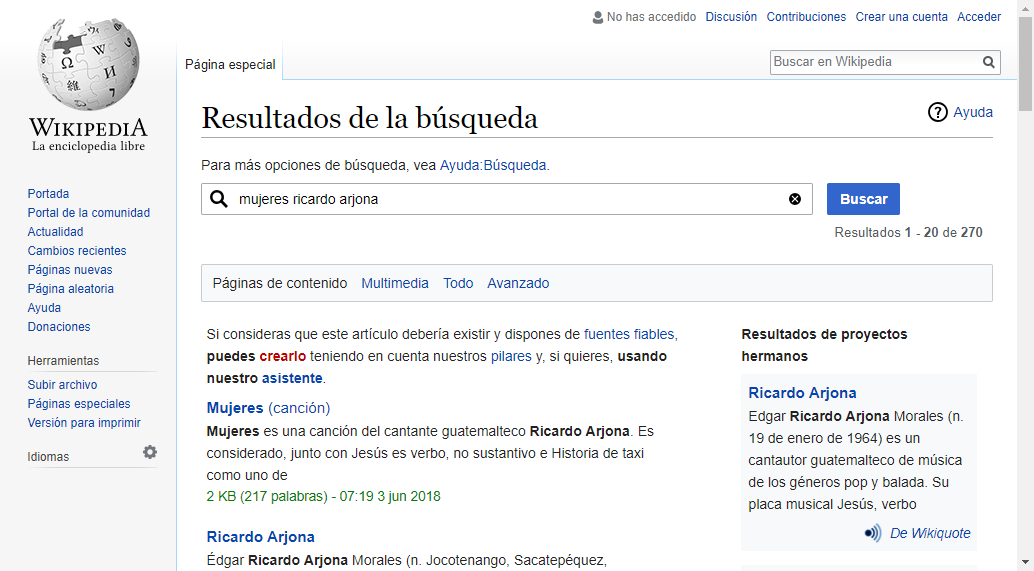 No has accedido Discusión Contribuciones Crear una cuenta Acceder
Página especial
Buscar en Wikipedia
WIKIPEDIA
La enciclopedia libre
Portada
Portal de la comunidad
Actualidad
Cambios recientes
Páginas nuevas
Página aleatoria
Ayuda
Donaciones
Herramientas
Subir archivo
Páginas especiales
Versión para imprimir
Idiomas
Resultados de la búsqueda
Ayuda
Para más opciones de búsqueda, vea Ayuda:Búsqueda.
mujeres ricardo arjona
Buscar
Resultados 1 - 20 de 270
Páginas de contenido Multimedia Todo Avanzado
Si consideras que este artículo debería existir y dispones de fuentes fiables,
puedes crearlo teniendo en cuenta nuestros pilares y, si quieres, usando
nuestro asistente.
Mujeres (canción)
Mujeres es una canción del cantante guatemalteco Ricardo Arjona. Es
considerado, junto con Jesús es verbo, no sustantivo e Historia de taxi
como uno de
2 KB (217 palabras) - 07:19 3 jun 2018
Ricardo Arjona
Édgar Ricardo Arjona Morales (n. Jocotenango, Sacatepéquez,
Resultados de proyectos
hermanos
Ricardo Arjona
Edgar Ricardo Arjona Morales (n.
19 de enero de 1964) es un
cantautor guatemalteco de música
de los géneros pop y balada. Su
placa musical Jesús, verbo
De Wikiquote